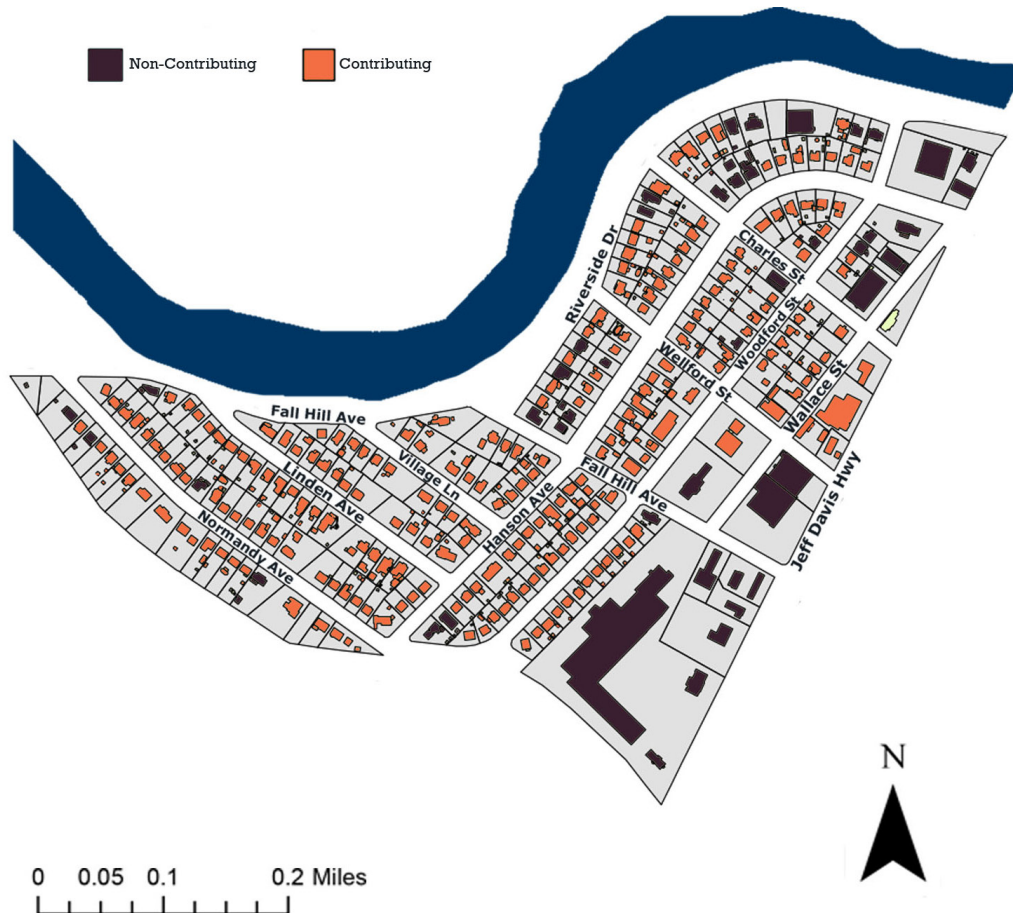 Non-Contributing
Contributing
Riverside Dr
Charles St
Woodford St
Wellford St
Wallace St
Fall Hill Ave
Village Ln
Linden Ave
Hanson Ave
Fall Hill Ave
Normandy Ave
Jeff Davis Hwy
N
0 0.05 0.1 0.2 Miles